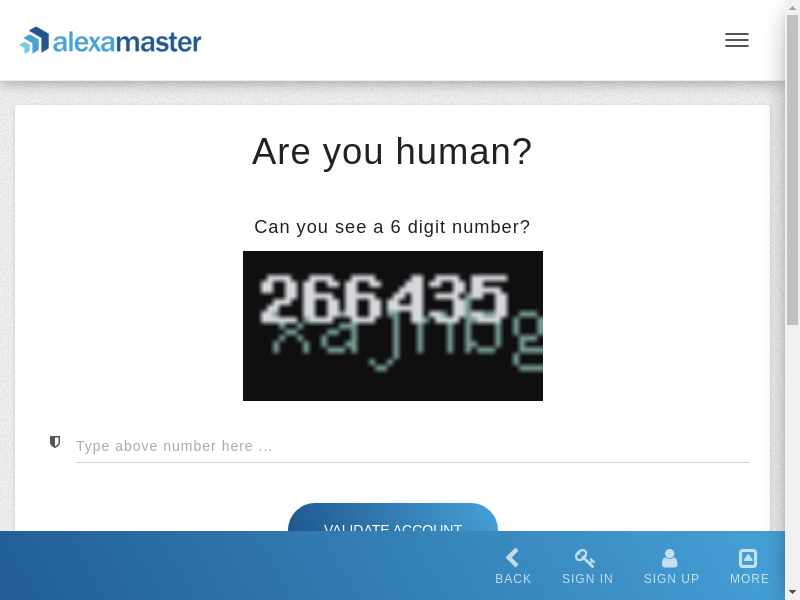 alexamaster
Are you human?
Can you see a 6 digit number?
266435
xajnbg
Type above number here ...
VALIDATE ACCOUNT
BACK
SIGN IN
SIGN UP
MORE